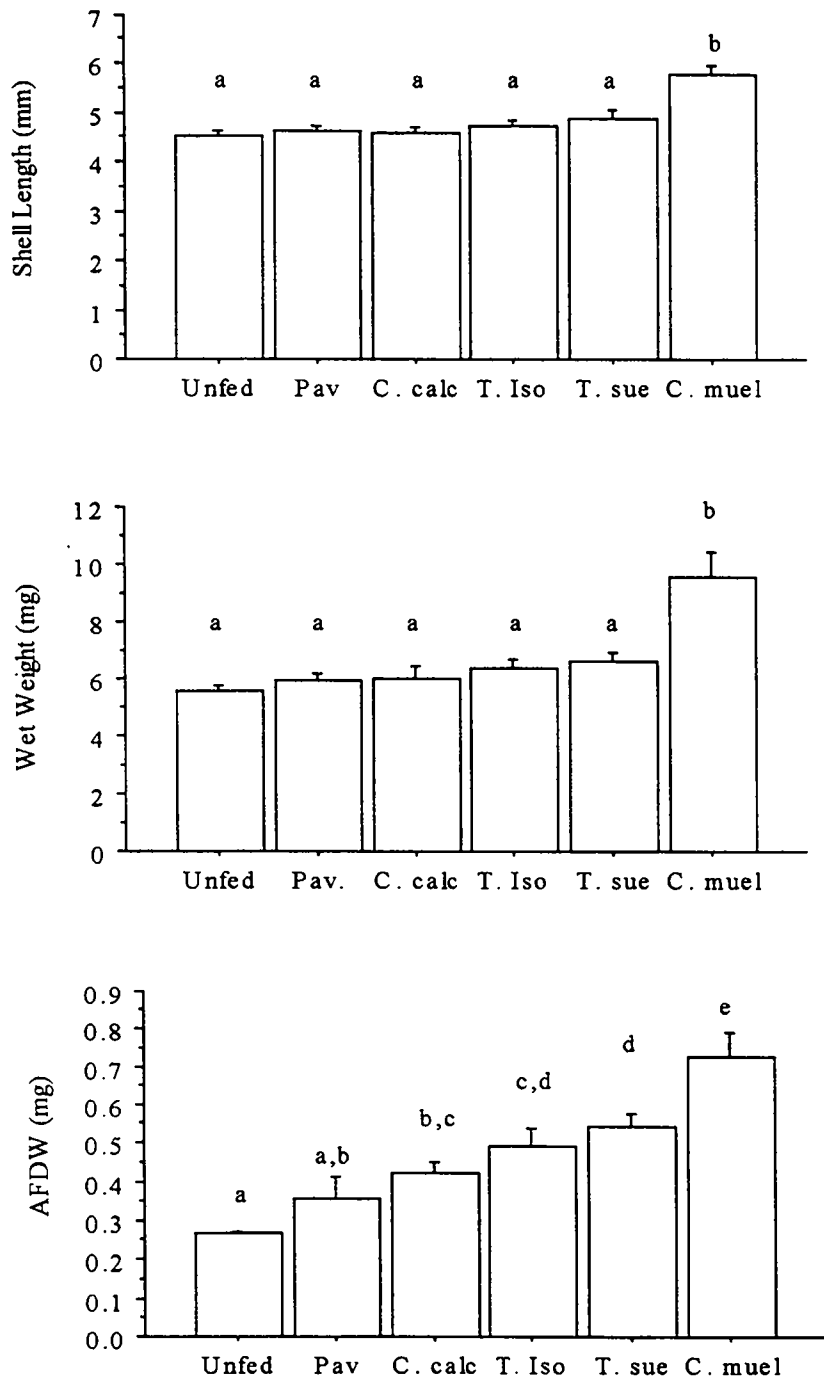 Shell Length (mm)
7
6
5
4
3
2
1
0
a a a a a b
Unfed Pav C. calc T. Iso T. sue C. muel
Wet Weight (mg)
12
10
8
6
4
2
0
a a a a a b
Unfed Pav. C. calc T. Iso T. sue C. muel
AFDW (mg)
0.9
0.8
0.7
0.6
0.5
0.4
0.3
0.2
0.1
0.0
a a,b b,c c,d d e
Unfed Pav C. calc T. Iso T. sue C. muel